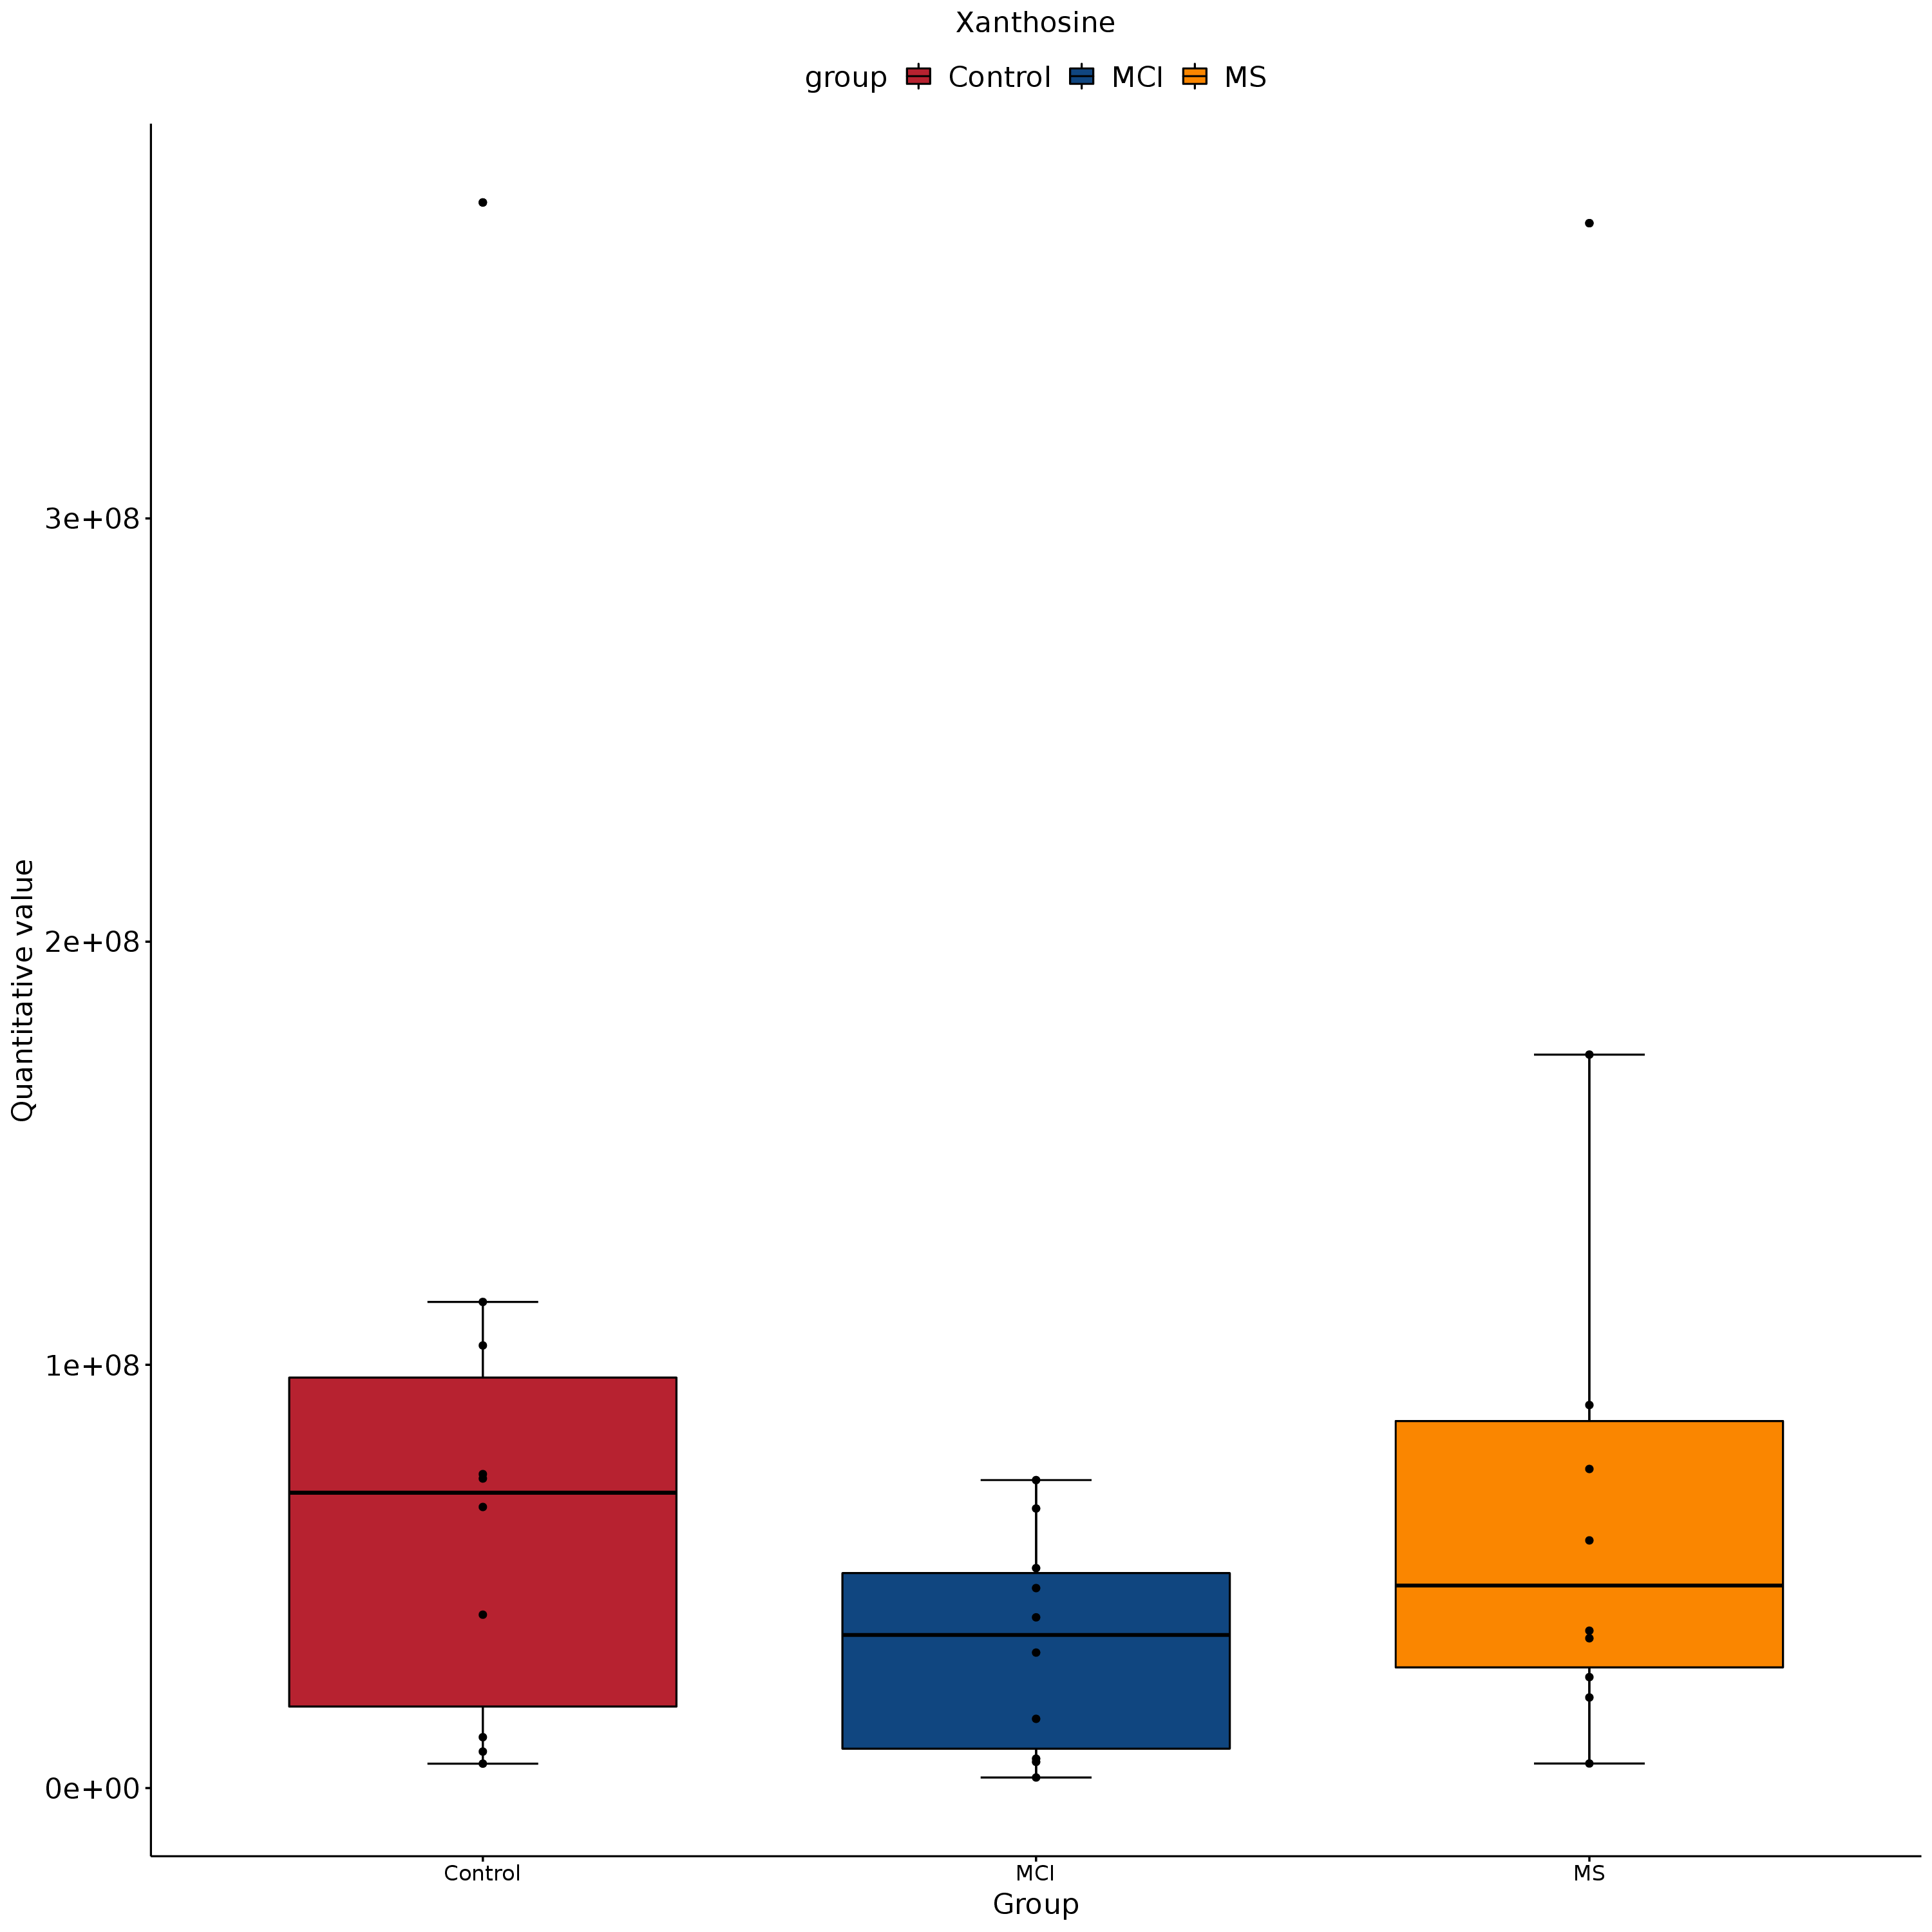 Xanthosine
group Control MCI MS
Quantitative value
3e+08
2e+08
1e+08
0e+00
Control MCI MS
Group